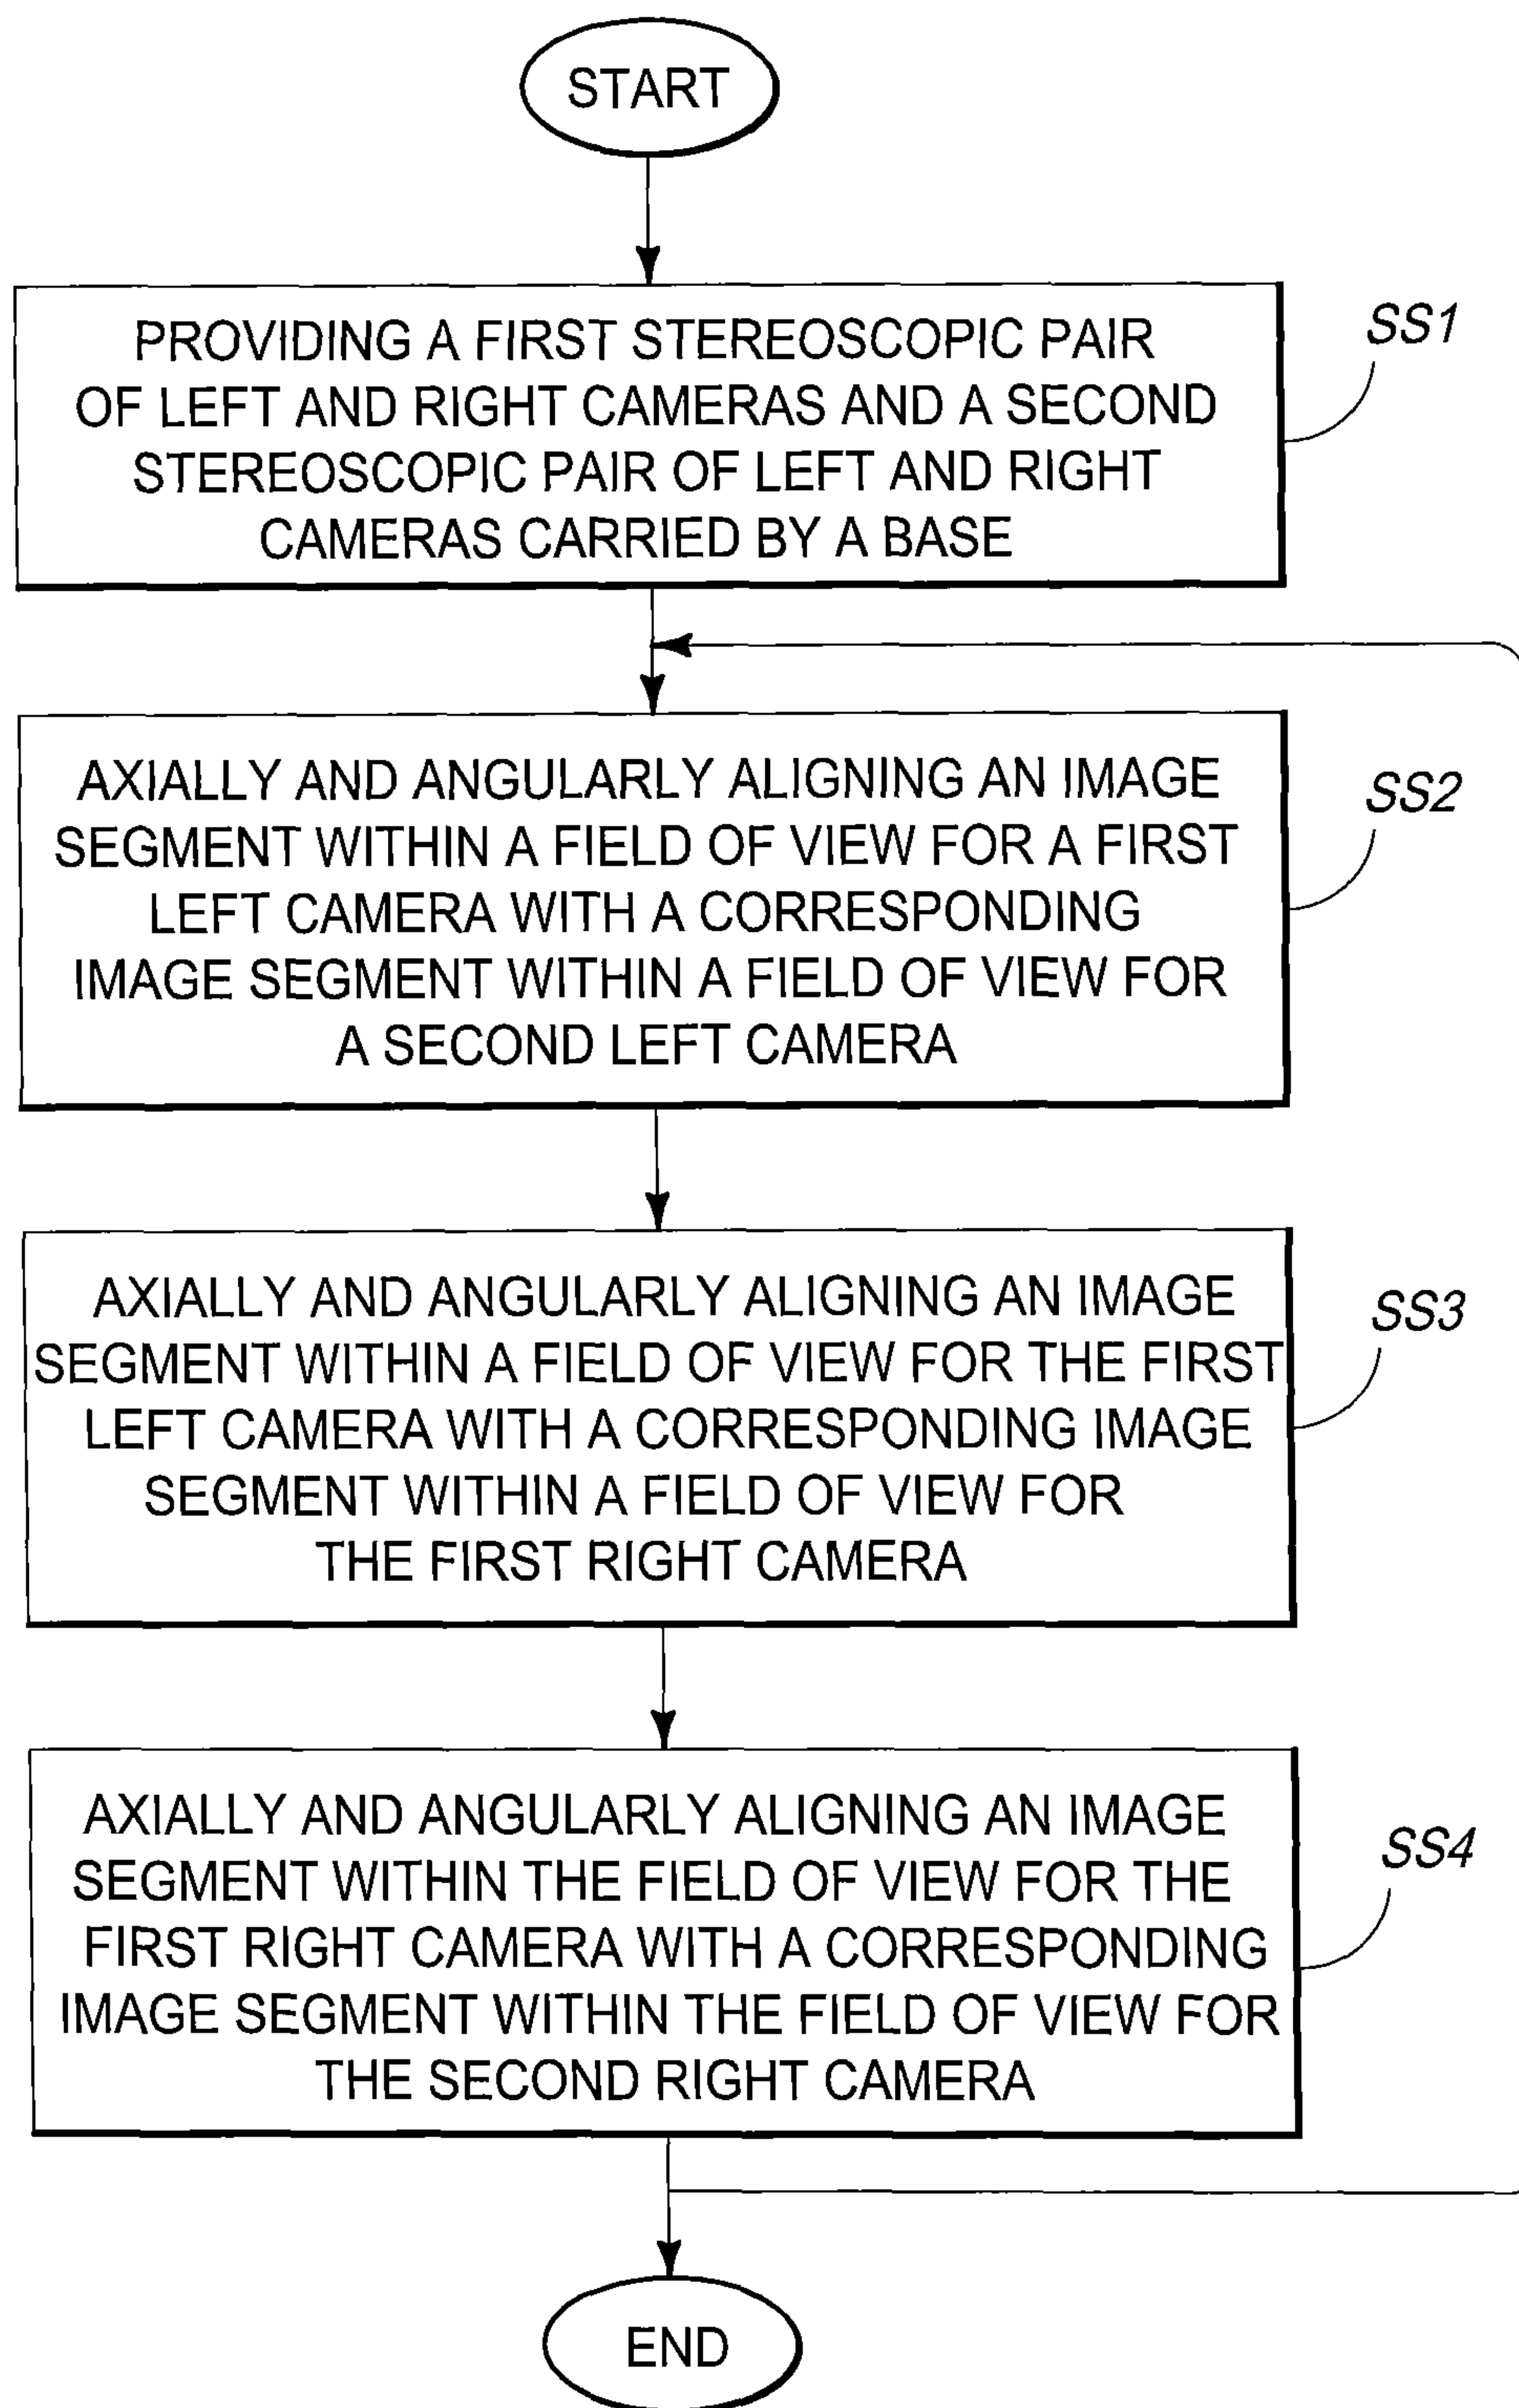 START
PROVIDING A FIRST STEREOSCOPIC PAIR
OF LEFT AND RIGHT CAMERAS AND A SECOND
STEREOSCOPIC PAIR OF LEFT AND RIGHT
CAMERAS CARRIED BY A BASE
SS1
AXIALLY AND ANGULARLY ALIGNING AN IMAGE
SEGMENT WITHIN A FIELD OF VIEW FOR A FIRST
LEFT CAMERA WITH A CORRESPONDING
IMAGE SEGMENT WITHIN A FIELD OF VIEW FOR
A SECOND LEFT CAMERA
SS2
AXIALLY AND ANGULARLY ALIGNING AN IMAGE
SEGMENT WITHIN A FIELD OF VIEW FOR THE FIRST
LEFT CAMERA WITH A CORRESPONDING IMAGE
SEGMENT WITHIN A FIELD OF VIEW FOR
THE FIRST RIGHT CAMERA
SS3
AXIALLY AND ANGULARLY ALIGNING AN IMAGE
SEGMENT WITHIN THE FIELD OF VIEW FOR THE
FIRST RIGHT CAMERA WITH A CORRESPONDING
IMAGE SEGMENT WITHIN THE FIELD OF VIEW FOR
THE SECOND RIGHT CAMERA
SS4
END